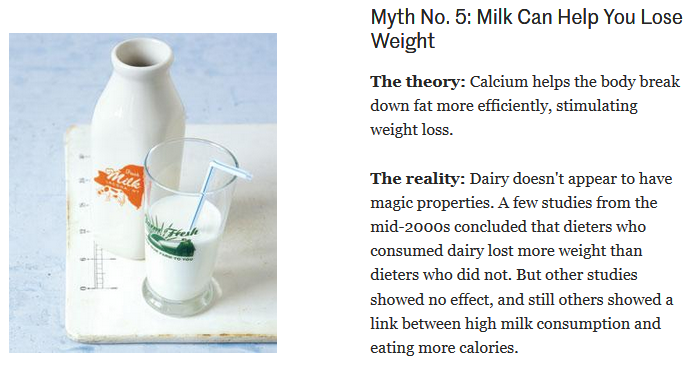 Myth No. 5: Milk Can Help You Lose
Weight
The theory: Calcium helps the body break
down fat more efficiently, stimulating
weight loss.
The reality: Dairy doesn't appear to have
magic properties. A few studies from the
mid-2000s concluded that dieters who
consumed dairy lost more weight than
dieters who did not. But other studies
showed no effect, and still others showed a
link between high milk consumption and
eating more calories.
Fresh
Milk
Fresh